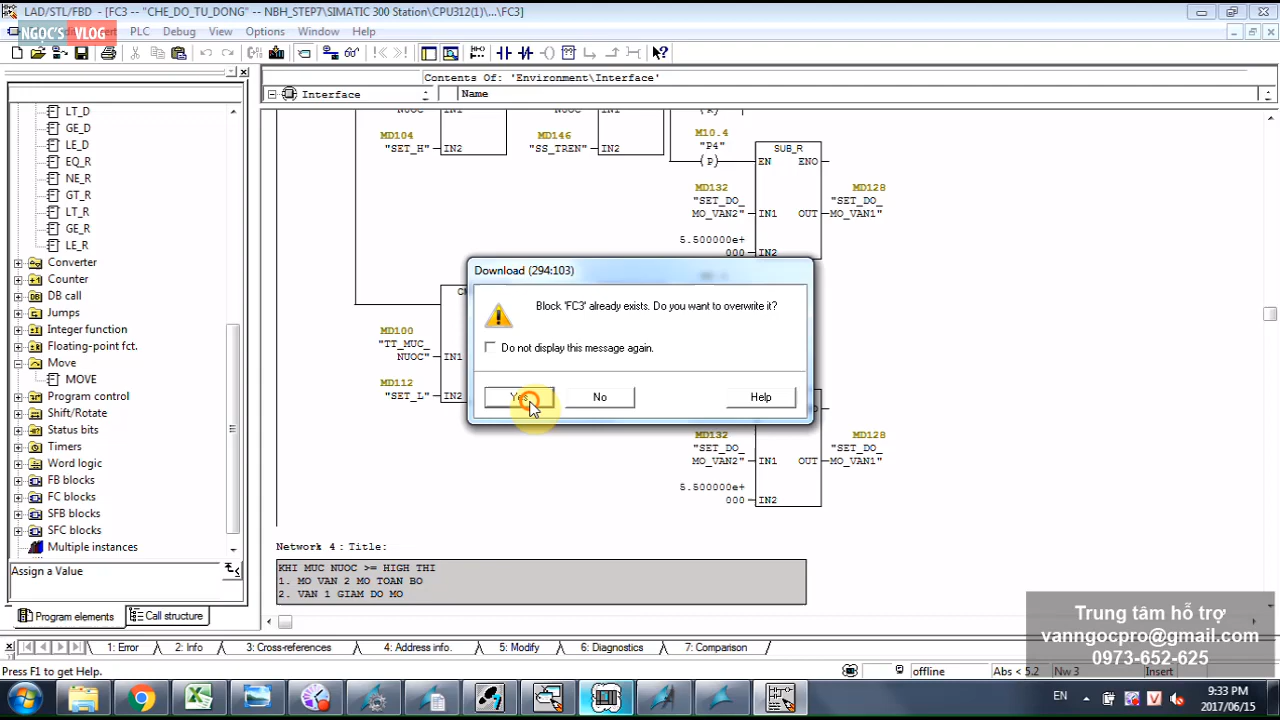 LAD/STL/FBD - [FC3 -- "CHE_DO_TU_DONG" -- NBH_STEP7\SIMATIC 300 Station\CPU312(1)\...\FC3]
NGỌC'S VLOG
PLC Debug View Options Window Help
Contents Of: 'Environment\Interface'
Interface
Name
LT_D
GE_D
LE_D
EQ_R
NE_R
GT_R
LT_R
GE_R
LE_R
Converter
Counter
DB call
Jumps
Integer function
Floating-point fct.
Move
MOVE
Program control
Shift/Rotate
Status bits
Timers
Word logic
FB blocks
FC blocks
SFB blocks
SFC blocks
Multiple instances
Assign a Value
Program elements
Call structure
NUOC IN1
MD104
"SET_H" IN2
NUOC IN1
MD146
"SS_TREN" IN2
(R)
M10.4
"P4"
(P)
SUB_R
EN ENO
MD132
"SET_DO_
MO_VAN2" IN1
MD128
"SET_DO_
OUT MO_VAN1"
5.500000e+
000 IN2
MD100
"TT_MUC_
NUOC" IN1
MD112
"SET_L" IN2
Download (294:103)
Block 'FC3' already exists. Do you want to overwrite it?
Do not display this message again.
Yes No Help
MD132
"SET_DO_
MO_VAN2" IN1
MD128
"SET_DO_
OUT MO_VAN1"
5.500000e+
000 IN2
Network 4 : Title:
KHI MUC NUOC >= HIGH THI
1. MO VAN 2 MO TOAN BO
2. VAN 1 GIAM DO MO
Trung tâm hỗ trợ
vanngocpro@gmail.com
0973-652-625
1: Error 2: Info 3: Cross-references 4: Address info. 5: Modify 6: Diagnostics 7: Comparison
Press F1 to get Help.
offline Abs < 5.2 Nw 3 Insert
EN
9:33 PM
2017/06/15